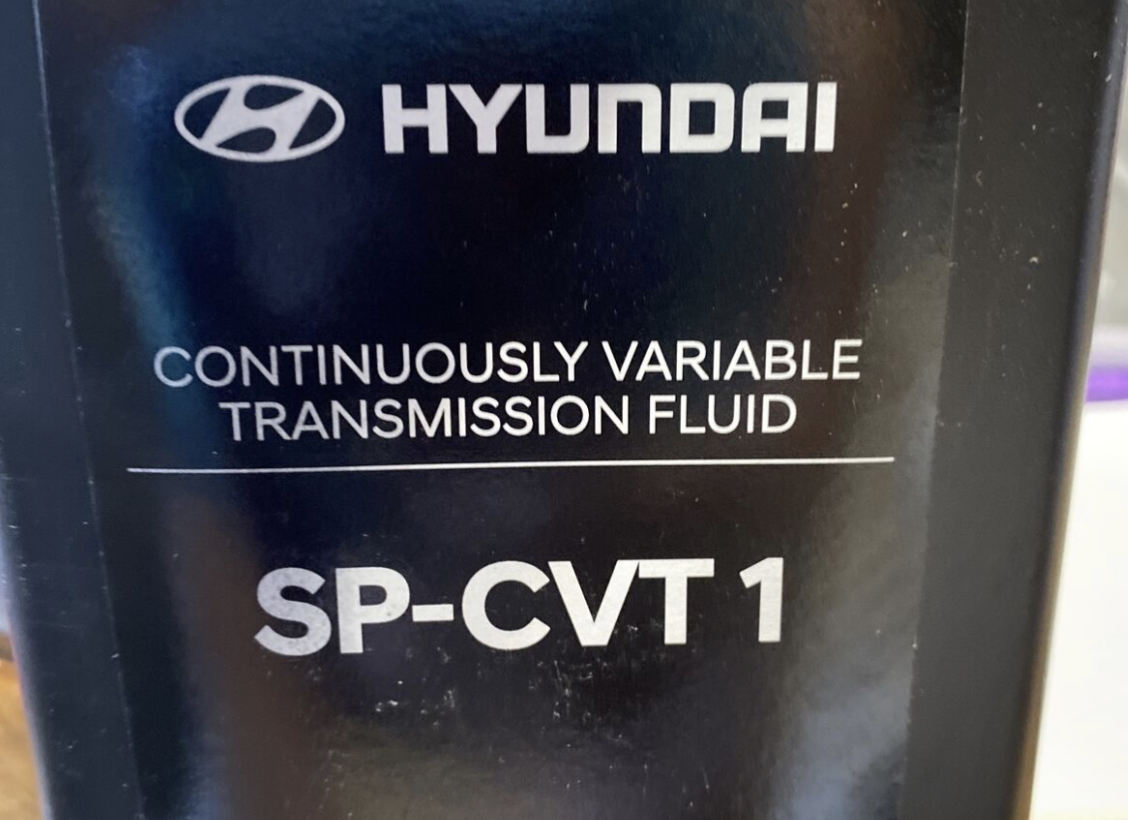 HYUNDAI
CONTINUOUSLY VARIABLE
TRANSMISSION FLUID
SP-CVT 1